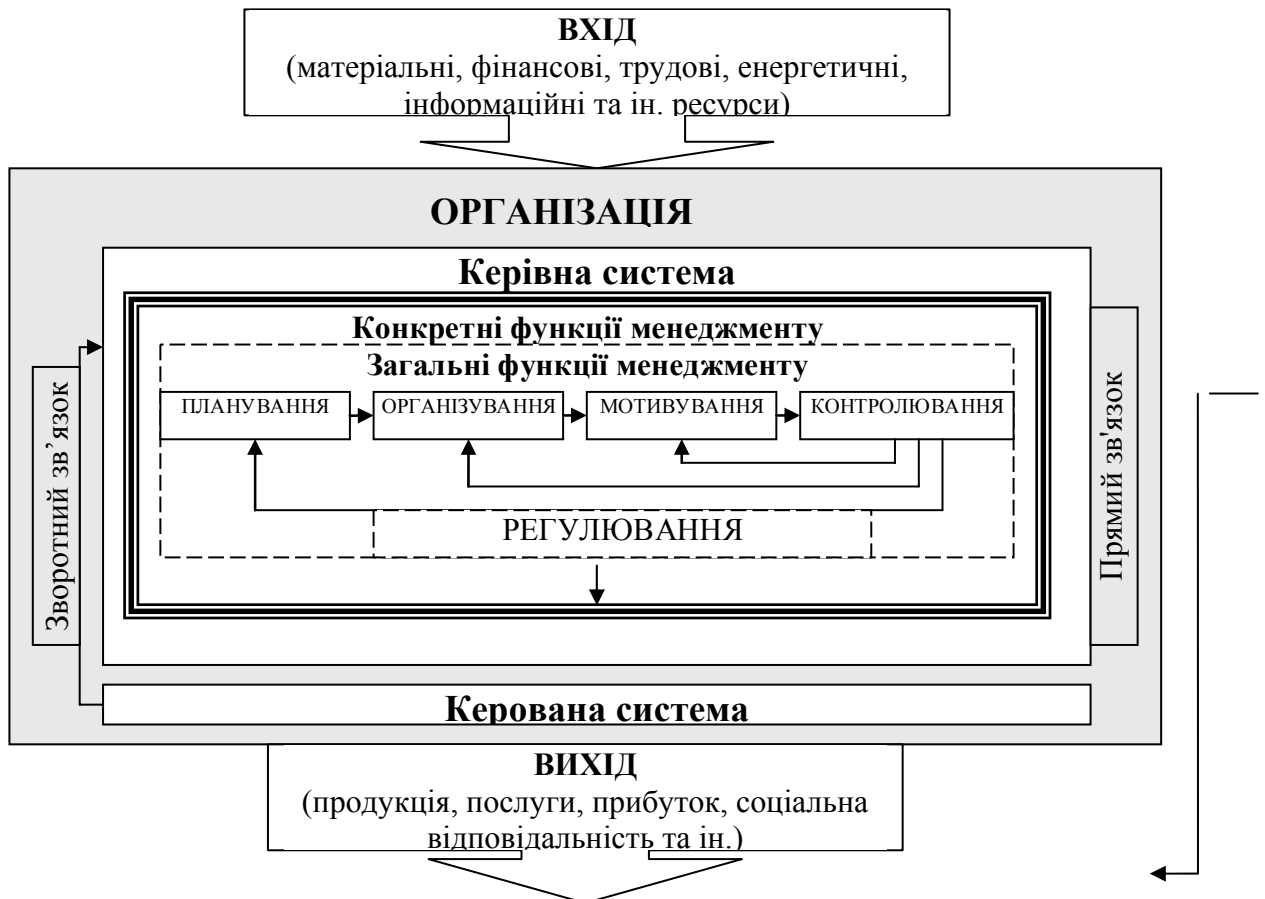 ВХІД
(матеріальні, фінансові, трудові, енергетичні,
інформаційні та ін. ресурси)
ОРГАНІЗАЦІЯ
Керівна система
Конкретні функції менеджменту
Загальні функції менеджменту
ПЛАНУВАННЯ
ОРГАНІЗУВАННЯ
МОТИВУВАННЯ
КОНТРОЛЮВАННЯ
РЕГУЛЮВАННЯ
Зворотний зв’язок
Прямий зв'язок
Керована система
ВИХІД
(продукція, послуги, прибуток, соціальна
відповідальність та ін.)